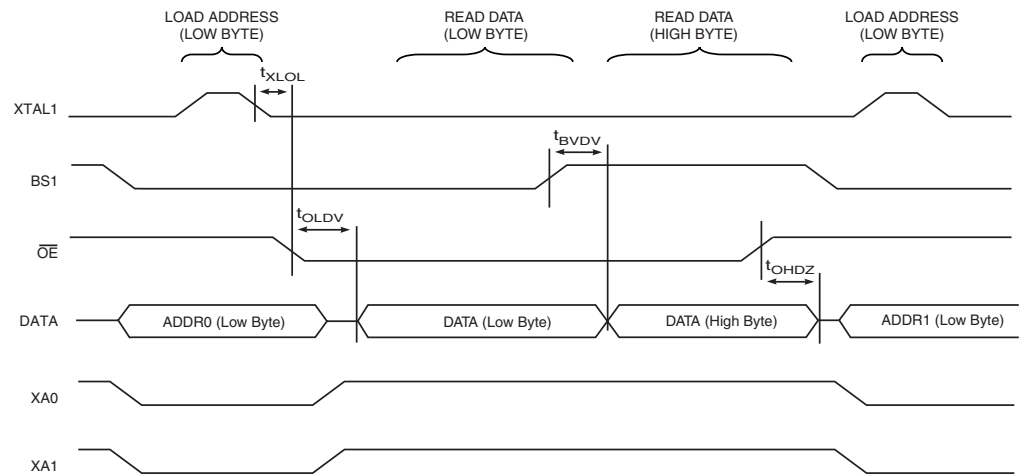 LOAD ADDRESS
(LOW BYTE)
READ DATA
(LOW BYTE)
READ DATA
(HIGH BYTE)
LOAD ADDRESS
(LOW BYTE)
tXLOL
XTAL1
tBVDV
BS1
tOLDV
OE
tOHDZ
DATA
ADDR0 (Low Byte)
DATA (Low Byte)
DATA (High Byte)
ADDR1 (Low Byte)
XA0
XA1